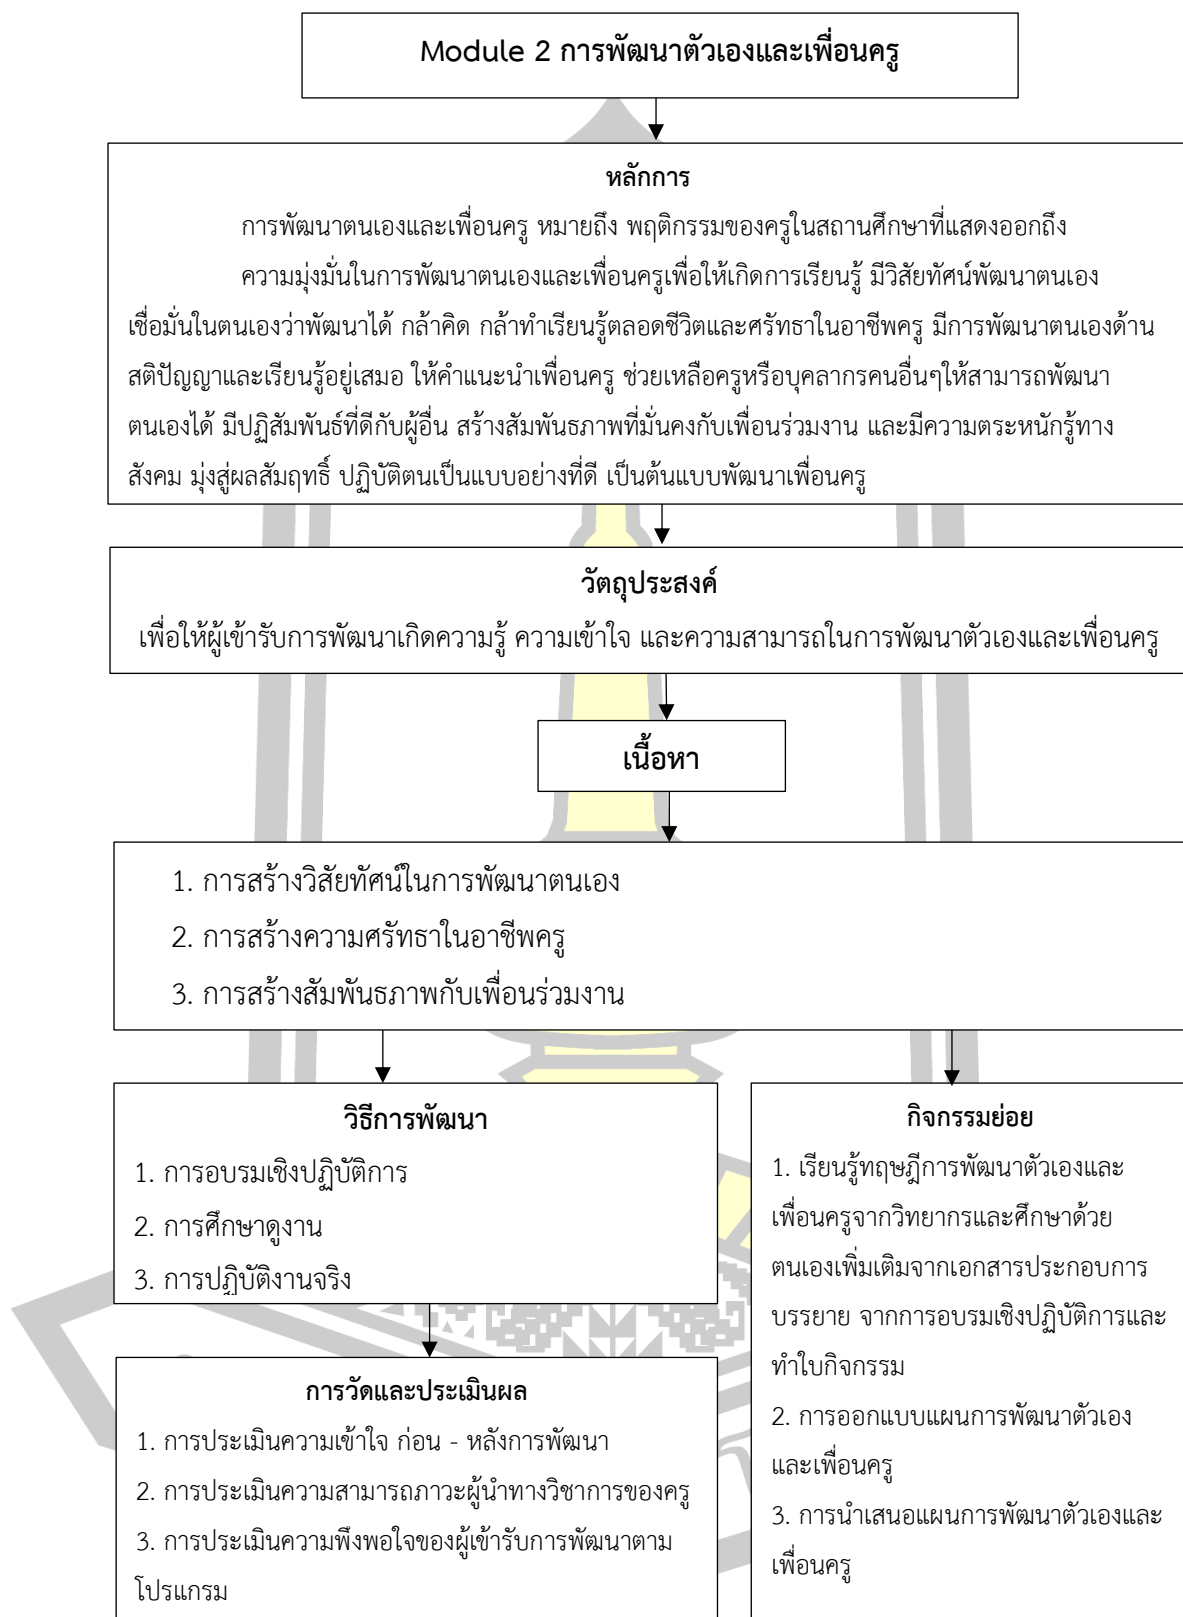 Module 2 การพัฒนาตัวเองและเพื่อนครู
หลักการ
การพัฒนาตนเองและเพื่อนครู หมายถึง พฤติกรรมของครูในสถานศึกษาที่แสดงออกถึง
ความมุ่งมั่นในการพัฒนาตนเองและเพื่อนครูเพื่อให้เกิดการเรียนรู้ มีวิสัยทัศน์พัฒนาตนเอง
เชื่อมั่นในตนเองว่าพัฒนาได้ กล้าคิด กล้าทำเรียนรู้ตลอดชีวิตและศรัทธาในอาชีพครู มีการพัฒนาตนเองด้าน
สติปัญญาและเรียนรู้อยู่เสมอ ให้คำแนะนำเพื่อนครู ช่วยเหลือครูหรือบุคลากรคนอื่นๆให้สามารถพัฒนา
ตนเองได้ มีปฏิสัมพันธ์ที่ดีกับผู้อื่น สร้างสัมพันธภาพที่มั่นคงกับเพื่อนร่วมงาน และมีความตระหนักรู้ทาง
สังคม มุ่งสู่ผลสัมฤทธิ์ ปฏิบัติตนเป็นแบบอย่างที่ดี เป็นต้นแบบพัฒนาเพื่อนครู
วัตถุประสงค์
เพื่อให้ผู้เข้ารับการพัฒนาเกิดความรู้ ความเข้าใจ และความสามารถในการพัฒนาตัวเองและเพื่อนครู
เนื้อหา
1. การสร้างวิสัยทัศน์ในการพัฒนาตนเอง
2. การสร้างความศรัทธาในอาชีพครู
3. การสร้างสัมพันธภาพกับเพื่อนร่วมงาน
วิธีการพัฒนา
1. การอบรมเชิงปฏิบัติการ
2. การศึกษาดูงาน
3. การปฏิบัติงานจริง
การวัดและประเมินผล
1. การประเมินความเข้าใจ ก่อน - หลังการพัฒนา
2. การประเมินความสามารถภาวะผู้นำทางวิชาการของครู
3. การประเมินความพึงพอใจของผู้เข้ารับการพัฒนาตาม
โปรแกรม
กิจกรรมย่อย
1. เรียนรู้ทฤษฎีการพัฒนาตัวเองและ
เพื่อนครูจากวิทยากรและศึกษาด้วย
ตนเองเพิ่มเติมจากเอกสารประกอบการ
บรรยาย จากการอบรมเชิงปฏิบัติการและ
ทำใบกิจกรรม
2. การออกแบบแผนการพัฒนาตัวเอง
และเพื่อนครู
3. การนำเสนอแผนการพัฒนาตัวเองและ
เพื่อนครู